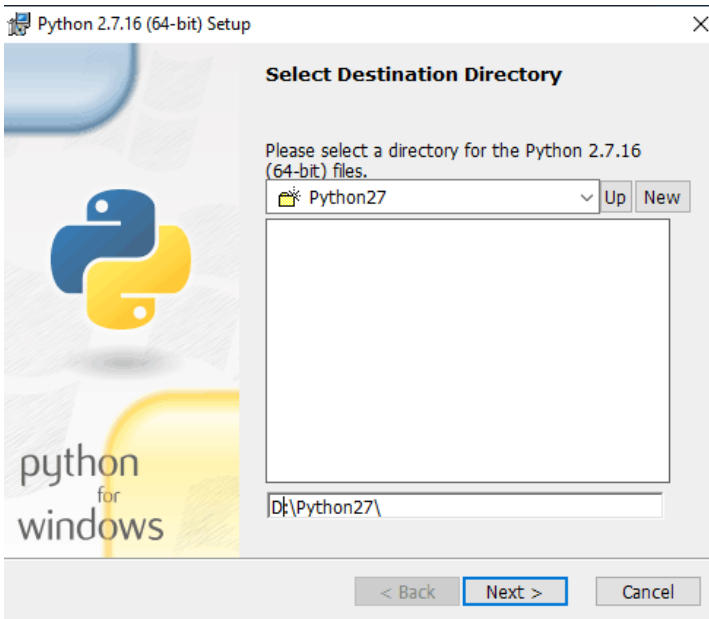 Python 2.7.16 (64-bit) Setup
Select Destination Directory
Please select a directory for the Python 2.7.16
(64-bit) files.
Python27
Up
New
python
for
windows
D:\Python27\
< Back
Next >
Cancel